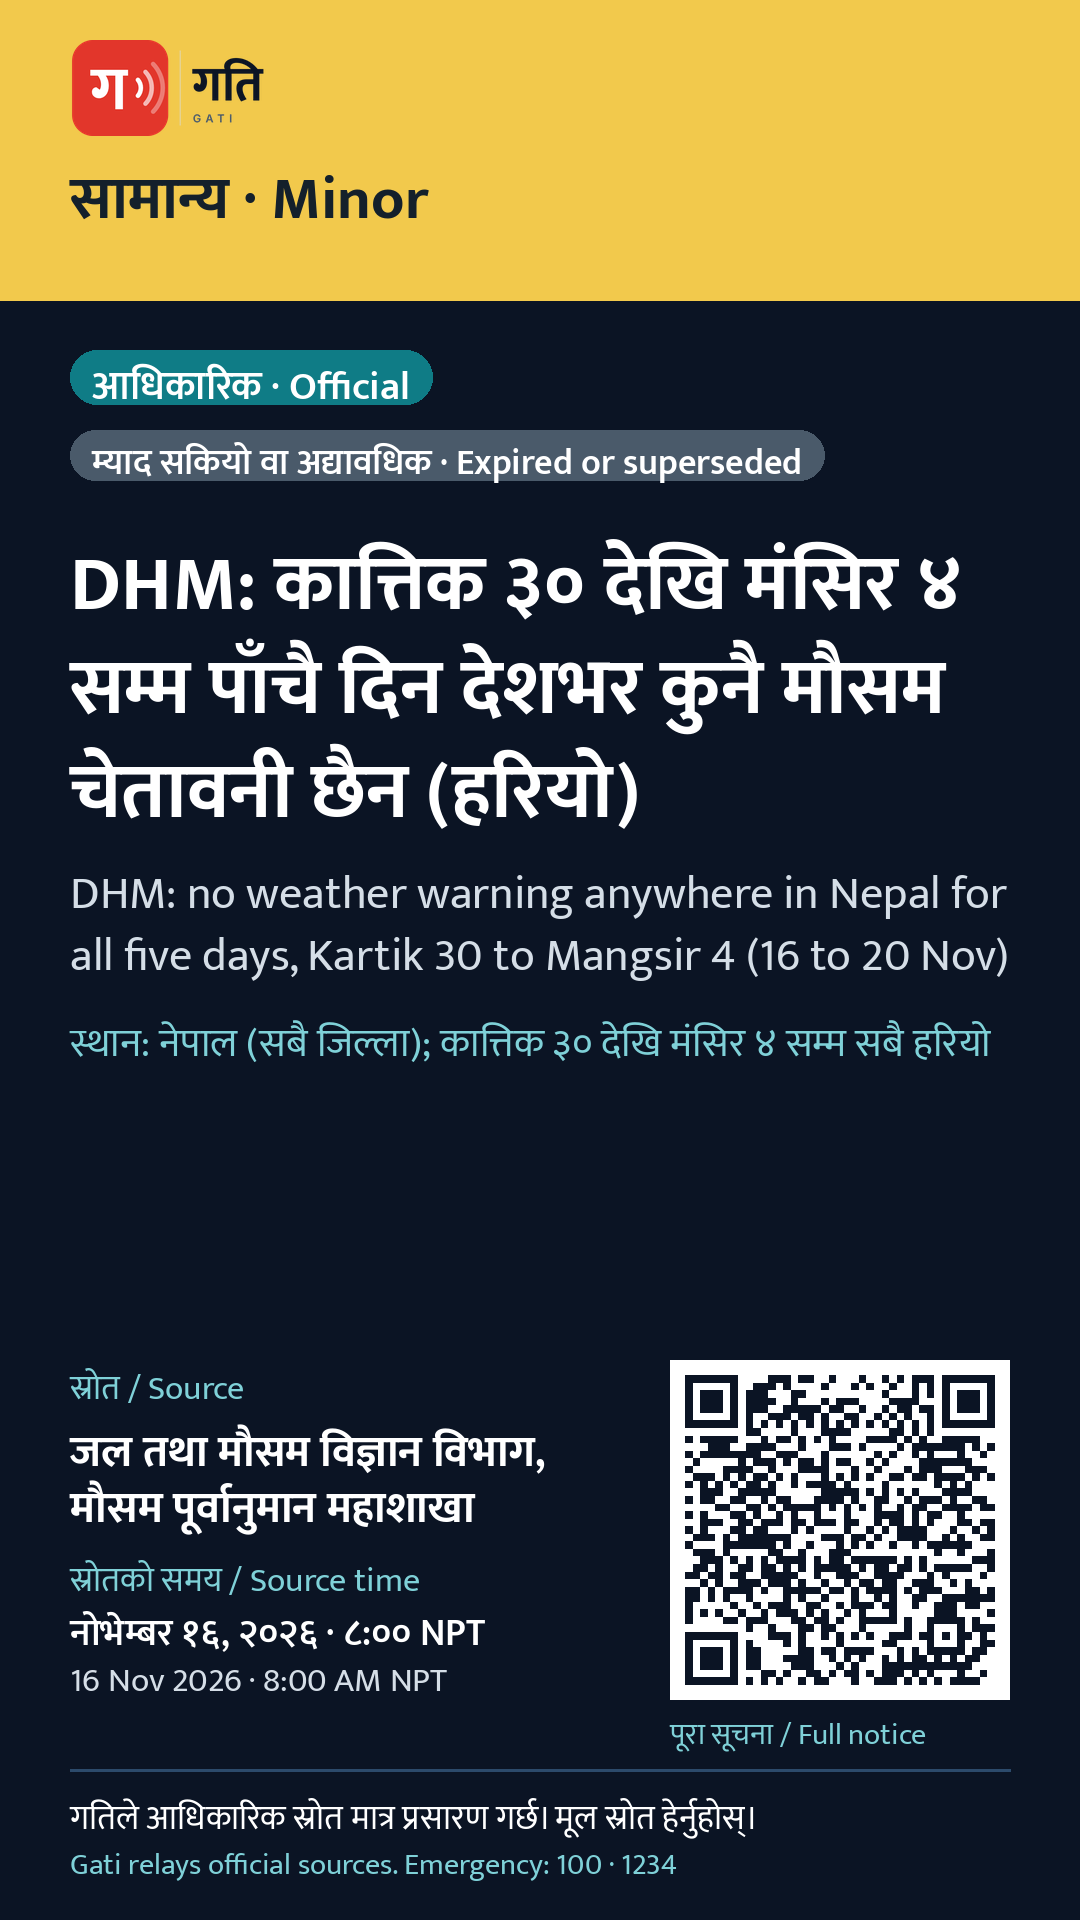 ग
गति
GATI
सामान्य · Minor
आधिकारिक · Official
म्याद सकियो वा अद्यावधिक · Expired or superseded
DHM: कात्तिक ३० देखि मंसिर ४
सम्म पाँचै दिन देशभर कुनै मौसम
चेतावनी छैन (हरियो)
DHM: no weather warning anywhere in Nepal for
all five days, Kartik 30 to Mangsir 4 (16 to 20 Nov)
स्थान: नेपाल (सबै जिल्ला); कात्तिक ३० देखि मंसिर ४ सम्म सबै हरियो
स्रोत / Source
जल तथा मौसम विज्ञान विभाग,
मौसम पूर्वानुमान महाशाखा
स्रोतको समय / Source time
नोभेम्बर १६, २०२६ · ८:०० NPT
16 Nov 2026 · 8:00 AM NPT
पूरा सूचना / Full notice
गतिले आधिकारिक स्रोत मात्र प्रसारण गर्छ। मूल स्रोत हेर्नुहोस्।
Gati relays official sources. Emergency: 100 · 1234